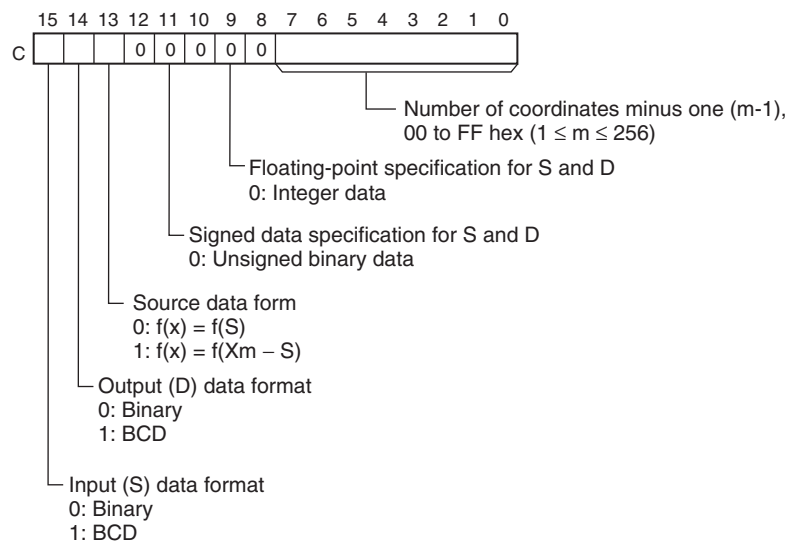 15 14 13 12 11 10 9 8 7 6 5 4 3 2 1 0
C 0 0 0 0 0
Number of coordinates minus one (m-1),
00 to FF hex (1 ≤ m ≤ 256)
Floating-point specification for S and D
0: Integer data
Signed data specification for S and D
0: Unsigned binary data
Source data form
0: f(x) = f(S)
1: f(x) = f(Xm − S)
Output (D) data format
0: Binary
1: BCD
Input (S) data format
0: Binary
1: BCD